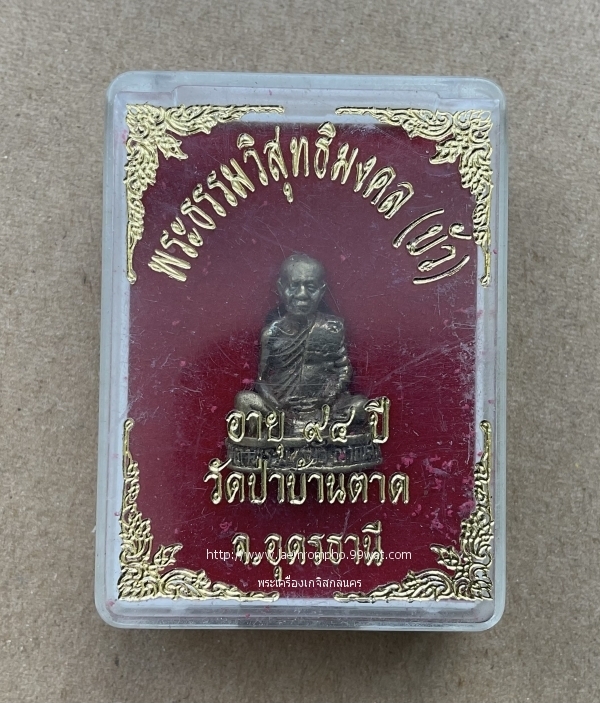 พระธรรมวิสุทธิมงคล (บัว)
อายุ ๙๔ ปี
วัดป่าบ้านตาด
จ.อุดรธานี
http://www.laemrompho.99wat.com
พระเครื่องเกจิสกลนคร